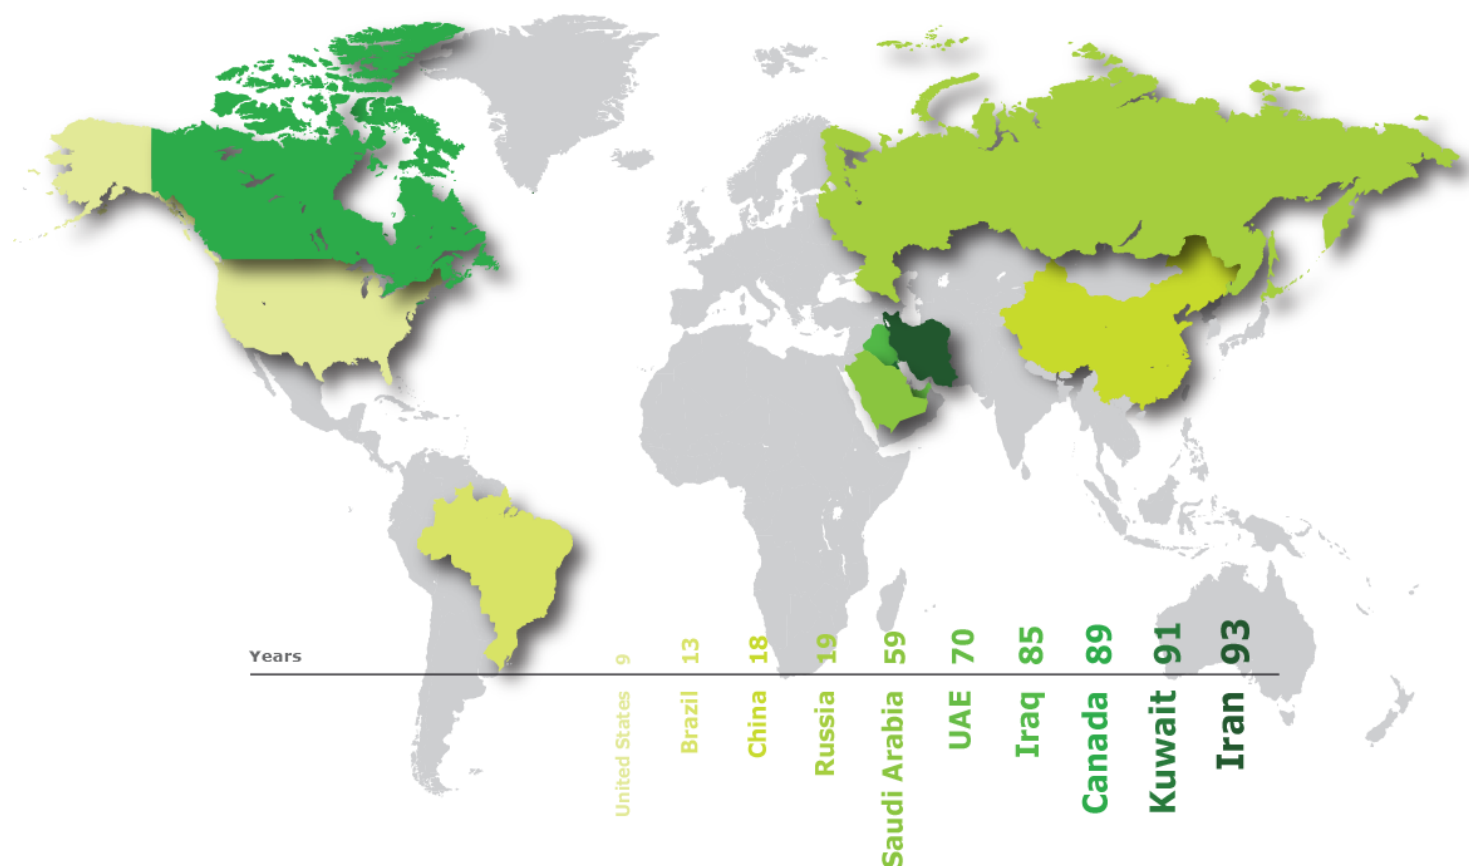 Years
9
13
18
19
59
70
85
89
91
93
United States
Brazil
China
Russia
Saudi Arabia
UAE
Iraq
Canada
Kuwait
Iran